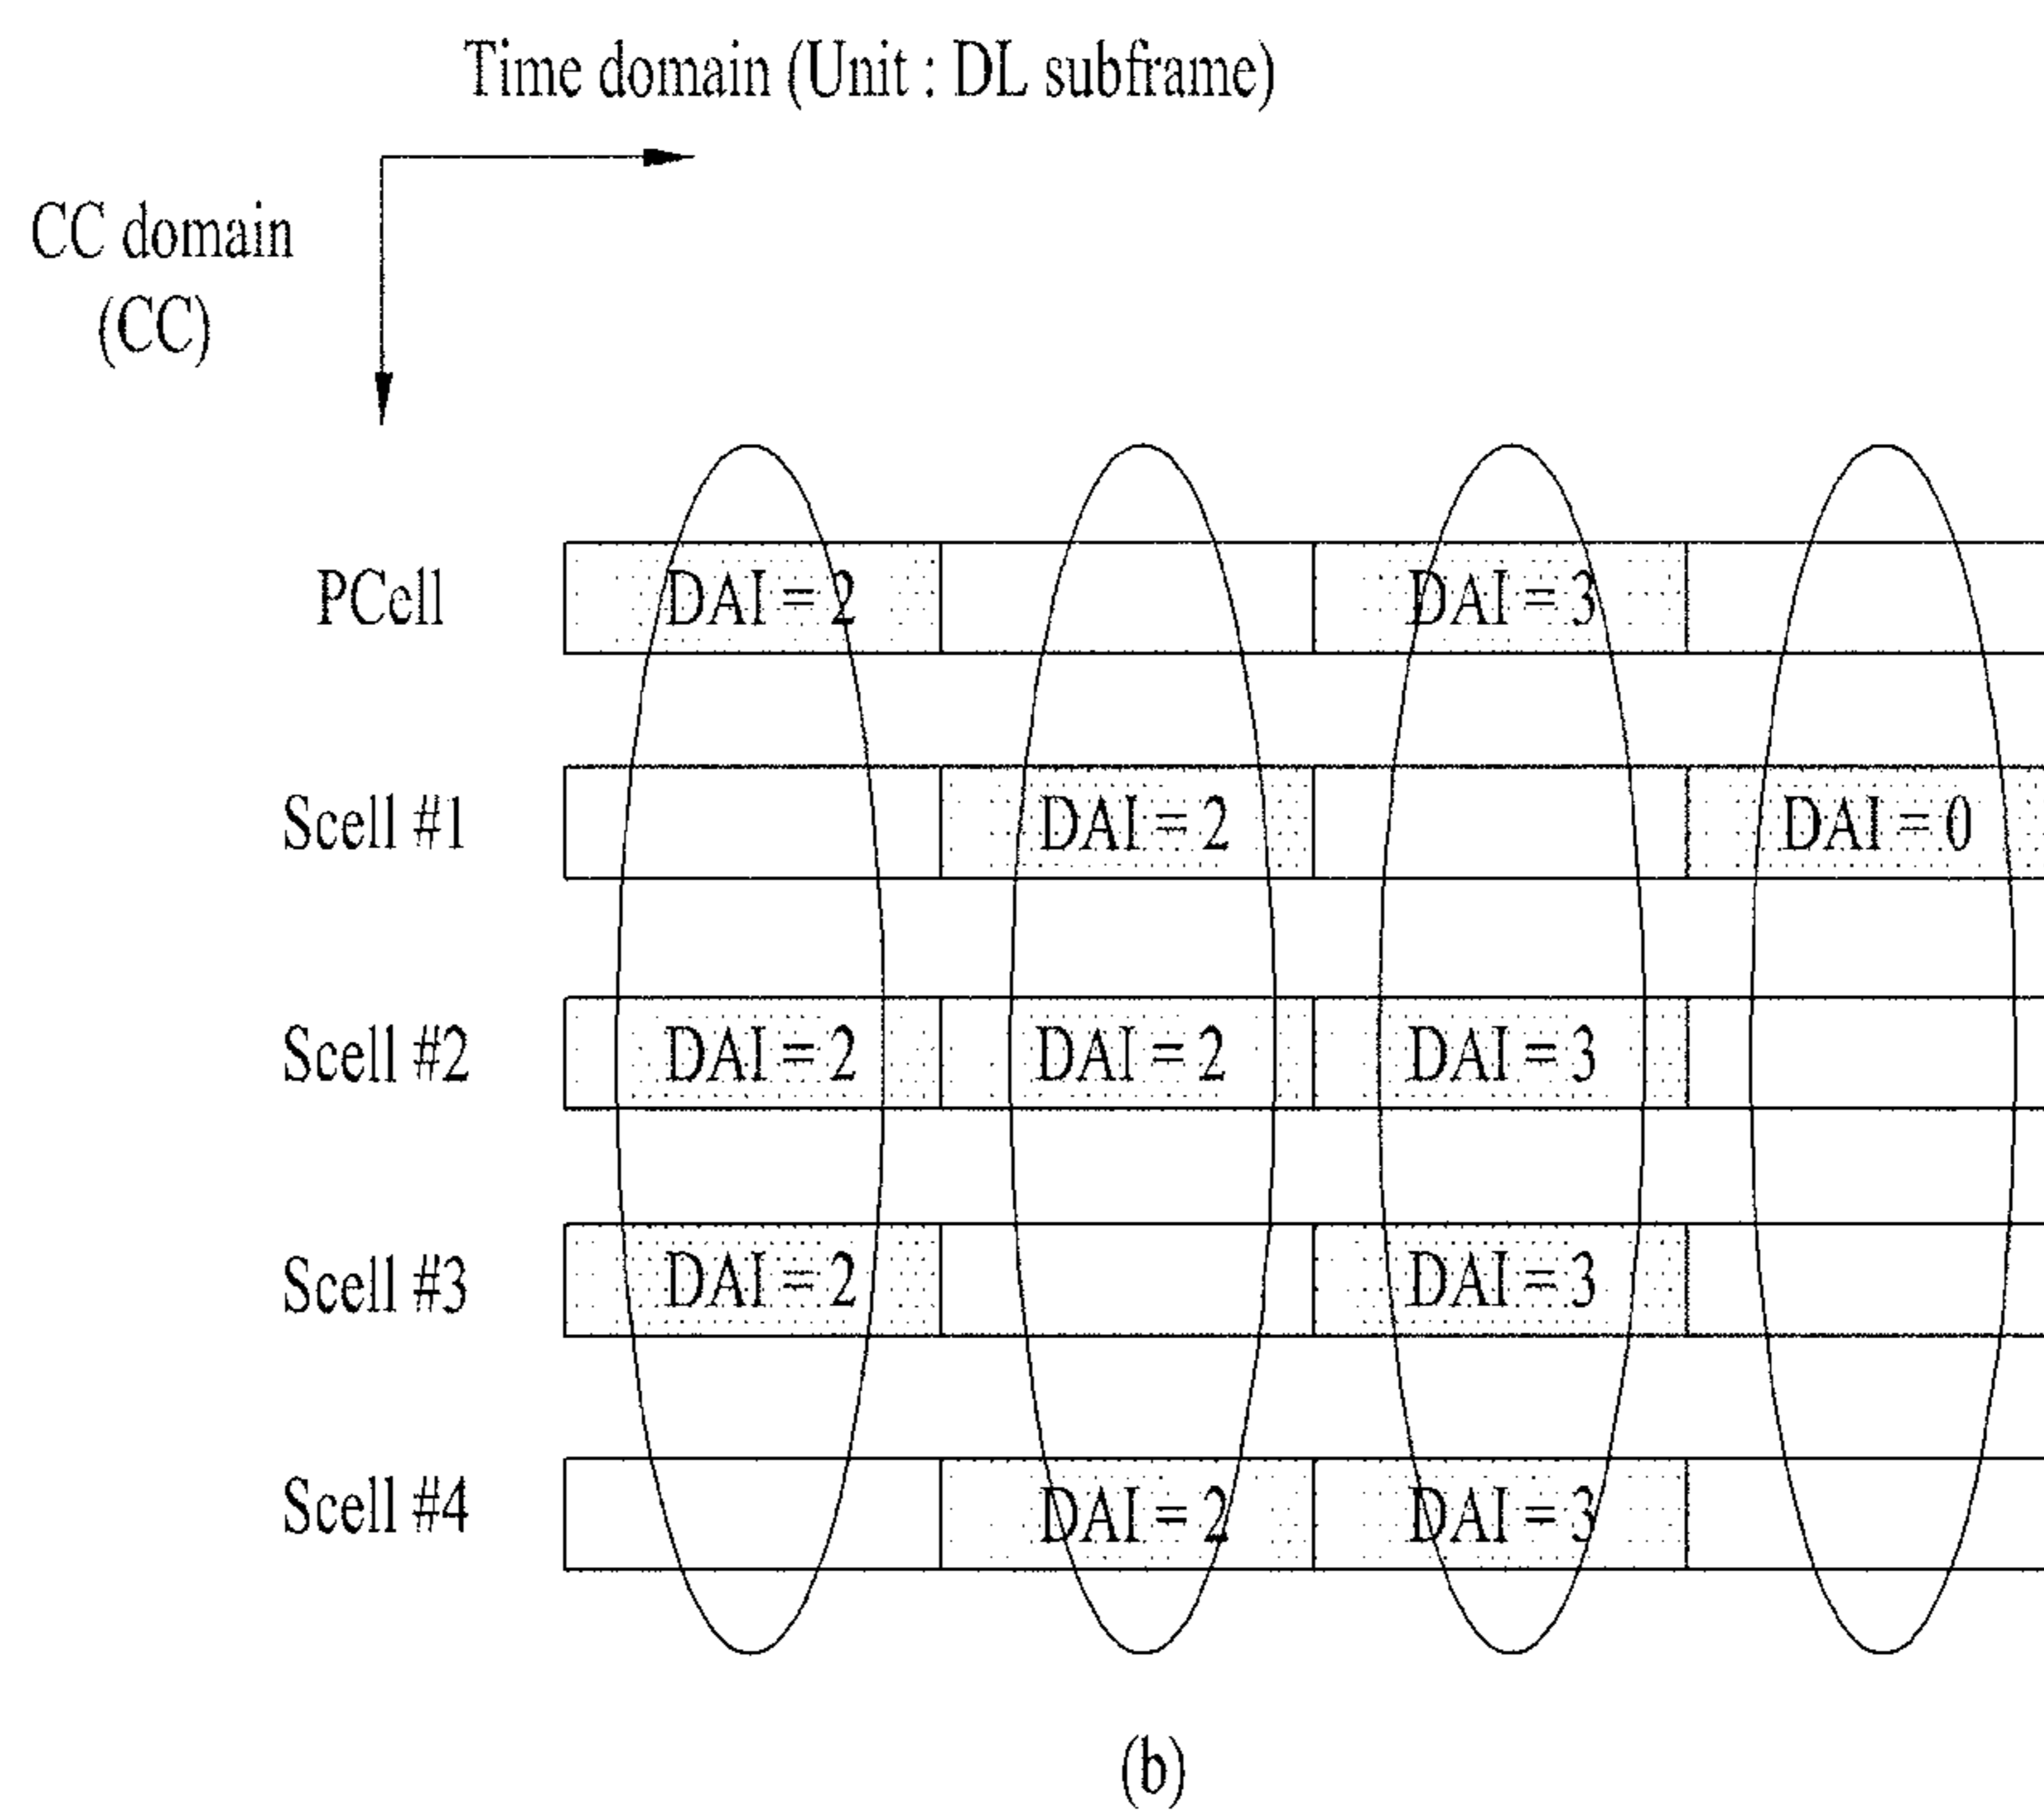 Time domain (Unit : DL subframe)
CC domain
(CC)
PCell DAI = 2 DAI = 3
Scell #1 DAI = 2 DAI = 0
Scell #2 DAI = 2 DAI = 2 DAI = 3
Scell #3 DAI = 2 DAI = 3
Scell #4 DAI = 2 DAI = 3
(b)